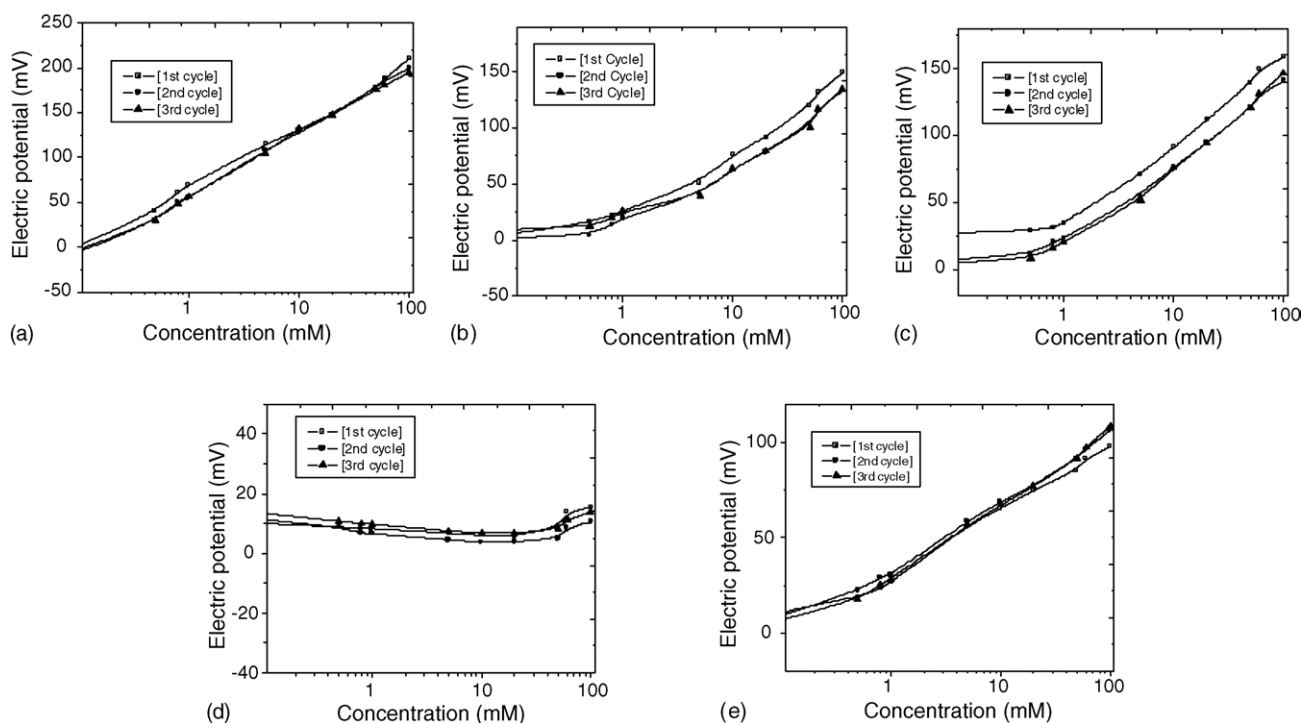 250
200
150
100
50
0
-50
Electric potential (mV)
[1st cycle]
[2nd cycle]
[3rd cycle]
1
10
100
Concentration (mM)
(a)
150
100
50
0
-50
Electric potential (mV)
[1st Cycle]
[2nd Cycle]
[3rd Cycle]
1
10
100
Concentration (mM)
(b)
150
100
50
0
Electric potential (mV)
[1st cycle]
[2nd cycle]
[3rd cycle]
1
10
100
Concentration (mM)
(c)
40
20
0
-20
-40
Electric potential (mV)
[1st cycle]
[2nd cycle]
[3rd cycle]
1
10
100
Concentration (mM)
(d)
100
50
0
Electric potential (mV)
[1st cycle]
[2nd cycle]
[3rd cycle]
1
10
100
Concentration (mM)
(e)